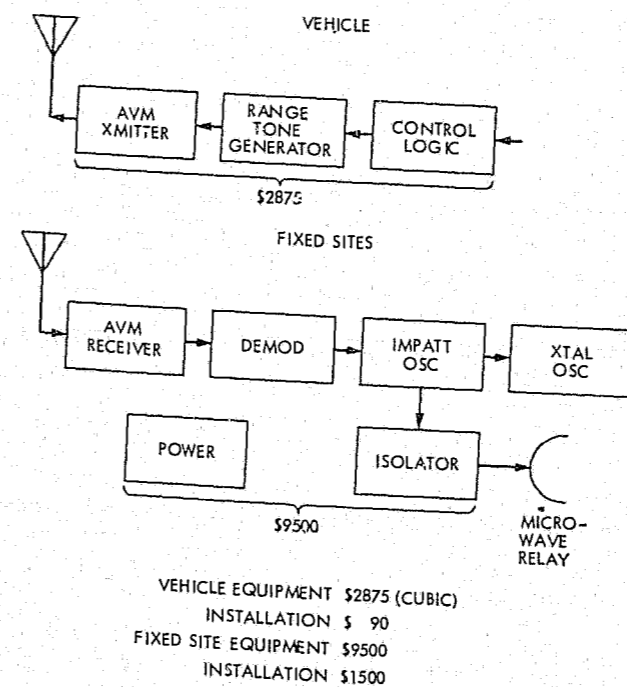 VEHICLE
AVM
XMITTER
RANGE
TONE
GENERATOR
CONTROL
LOGIC
$2875
FIXED SITES
AVM
RECEIVER
DEMOD
IMPATT
OSC
XTAL
OSC
POWER
ISOLATOR
$9500
MICRO-
WAVE
RELAY
VEHICLE EQUIPMENT $2875 (CUBIC)
INSTALLATION $ 90
FIXED SITE EQUIPMENT $9500
INSTALLATION $1500